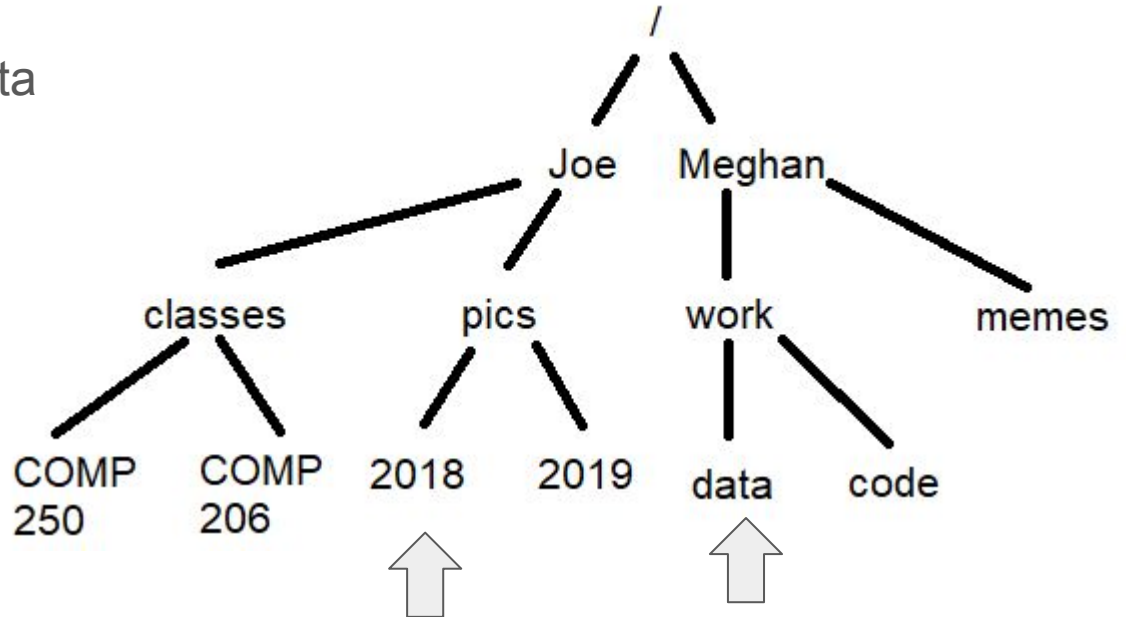 /
ta
Joe Meghan
classes pics work memes
COMP 250 COMP 206 2018 2019 data code